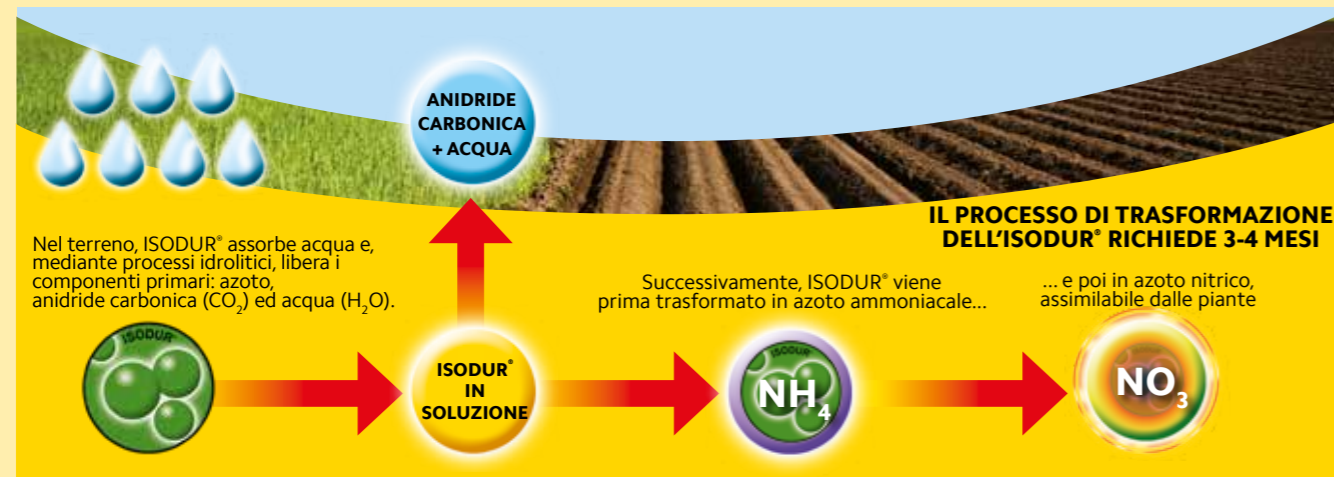 ANIDRIDE
CARBONICA
+ ACQUA
IL PROCESSO DI TRASFORMAZIONE
DELL'ISODUR® RICHIEDE 3-4 MESI
Nel terreno, ISODUR® assorbe acqua e,
mediante processi idrolitici, libera i
componenti primari: azoto,
anidride carbonica (CO₂) ed acqua (H₂O).
Successivamente, ISODUR® viene
prima trasformato in azoto ammoniacale...
... e poi in azoto nitrico,
assimilabile dalle piante
ISODUR
ISODUR®
IN
SOLUZIONE
ISODUR
NH₄
NO₃